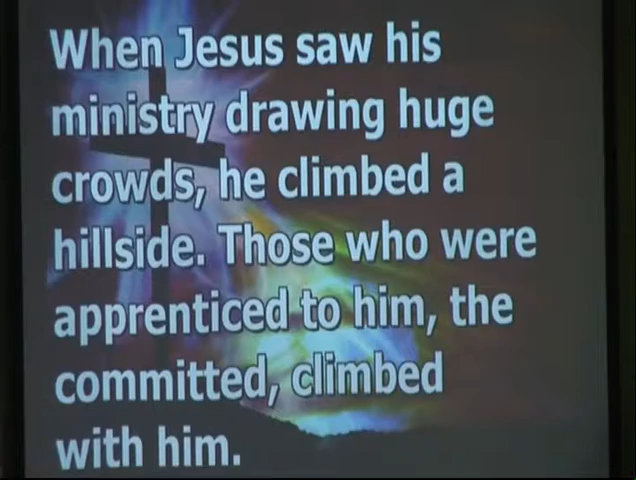 When Jesus saw his
ministry drawing huge
crowds, he climbed a
hillside. Those who were
apprenticed to him, the
committed, climbed
with him.